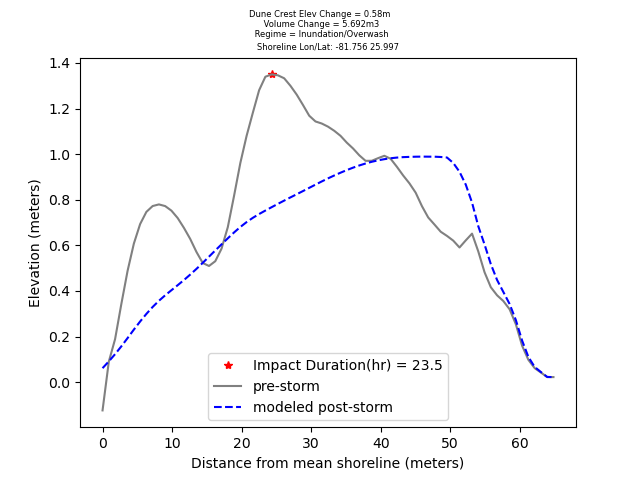 Dune Crest Elev Change = 0.58m
Volume Change = 5.692m3
Regime = Inundation/Overwash
Shoreline Lon/Lat: -81.756 25.997
1.4
1.2
1.0
0.8
0.6
0.4
0.2
0.0
Elevation (meters)
Impact Duration(hr) = 23.5
pre-storm
modeled post-storm
0 10 20 30 40 50 60
Distance from mean shoreline (meters)